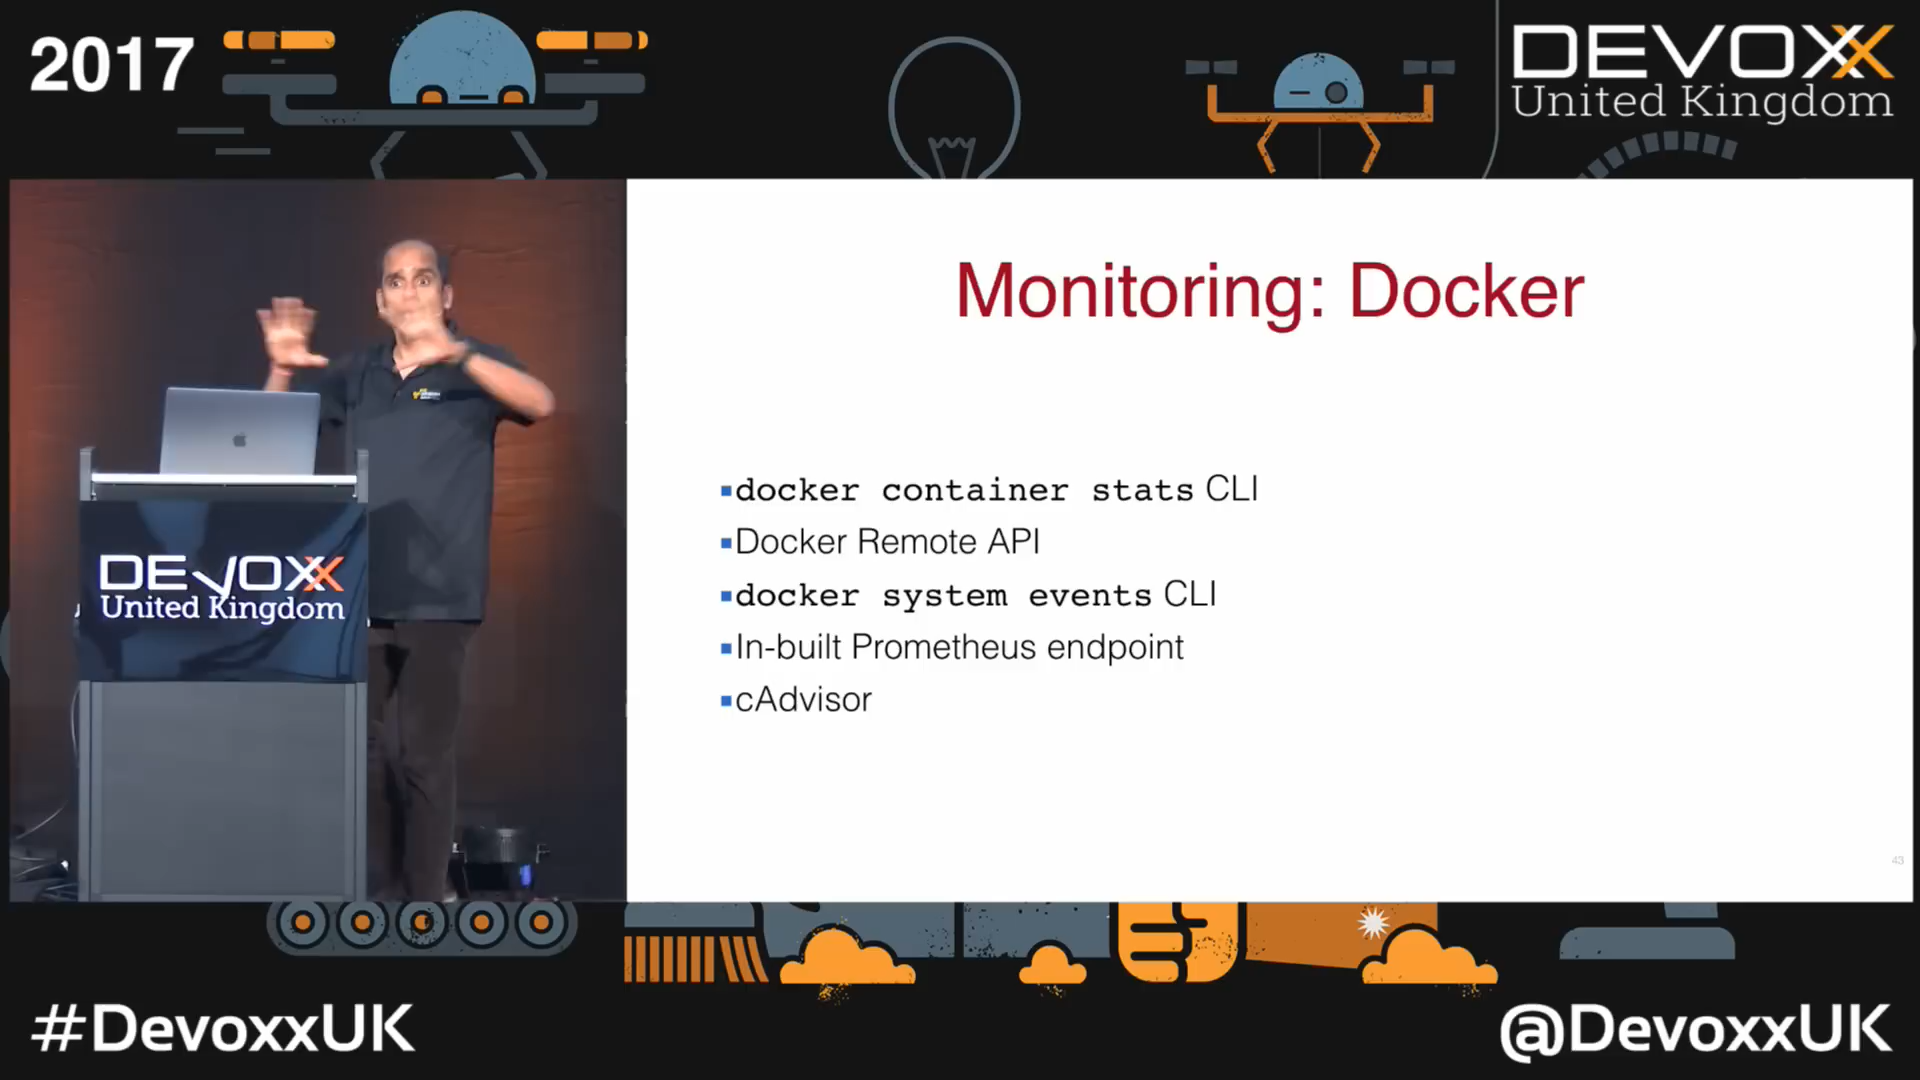 2017
DEVOXX
United Kingdom
Monitoring: Docker
▪docker container stats CLI
▪Docker Remote API
▪docker system events CLI
▪In-built Prometheus endpoint
▪cAdvisor
43
DEVOXX
United Kingdom
#DevoxxUK
@DevoxxUK